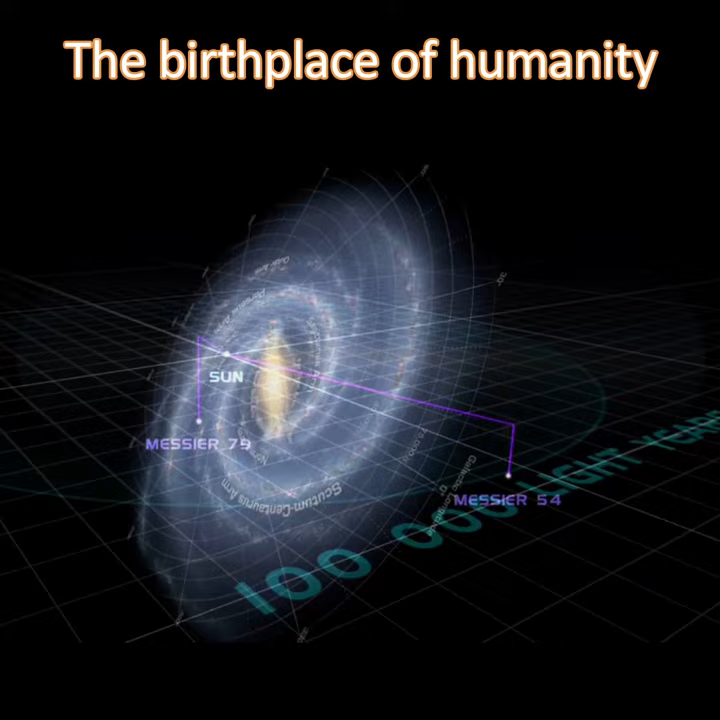 The birthplace of humanity
SUN
MESSIER 79
Scutum-Centaurus Arm
MESSIER 54
100 000 LIGHT YEARS